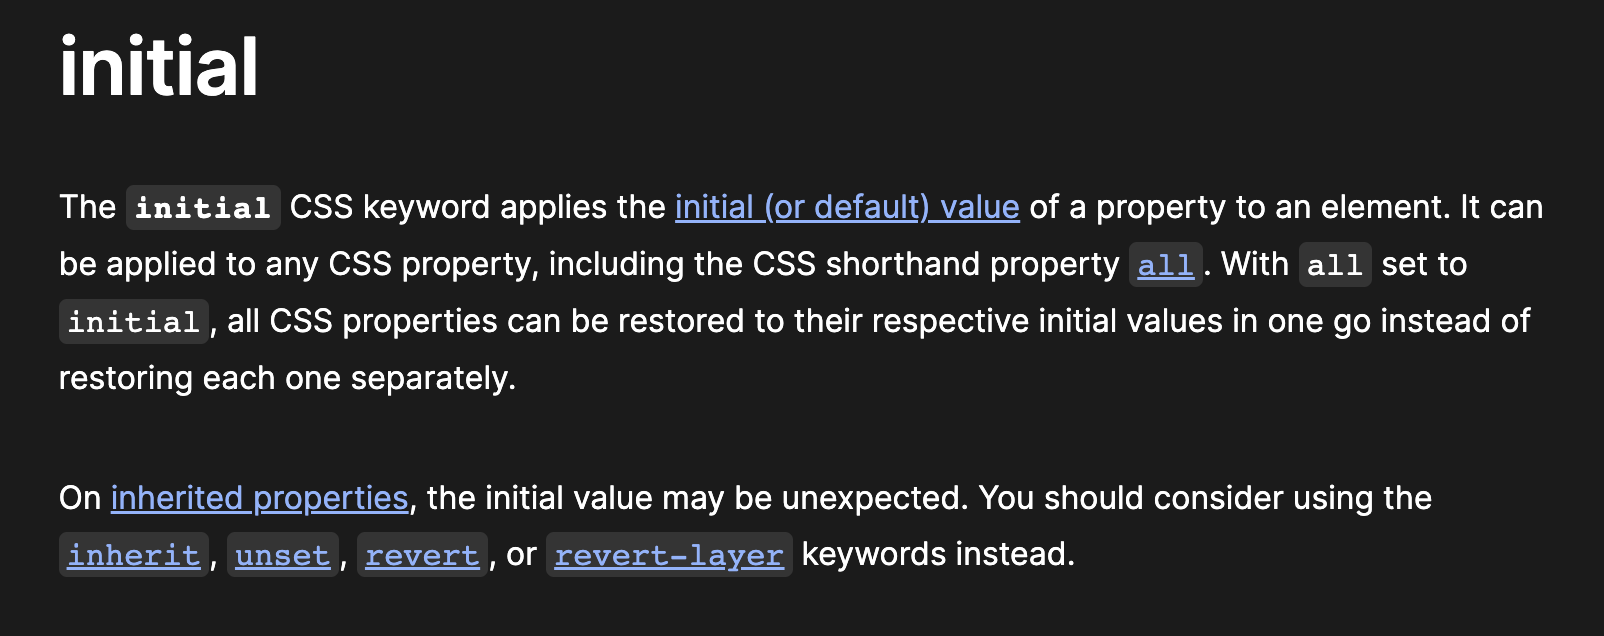 initial
The initial CSS keyword applies the initial (or default) value of a property to an element. It can
be applied to any CSS property, including the CSS shorthand property all. With all set to
initial, all CSS properties can be restored to their respective initial values in one go instead of
restoring each one separately.
On inherited properties, the initial value may be unexpected. You should consider using the
inherit, unset, revert, or revert-layer keywords instead.